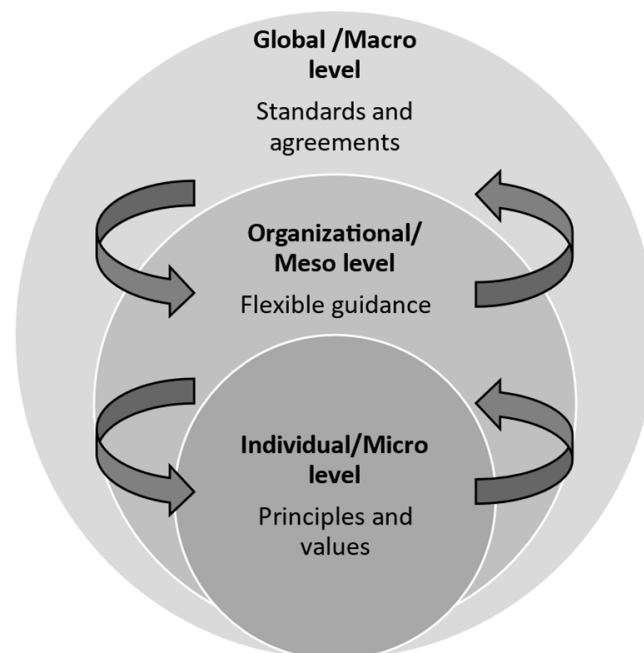 Global /Macro
level
Standards and
agreements
Organizational/
Meso level
Flexible guidance
Individual/Micro
level
Principles and
values